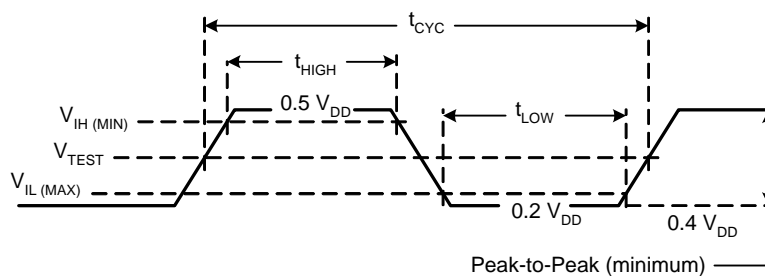 t_CYC
t_HIGH
V_IH (MIN)
0.5 V_DD
t_LOW
V_TEST
V_IL (MAX)
0.2 V_DD
0.4 V_DD
Peak-to-Peak (minimum)